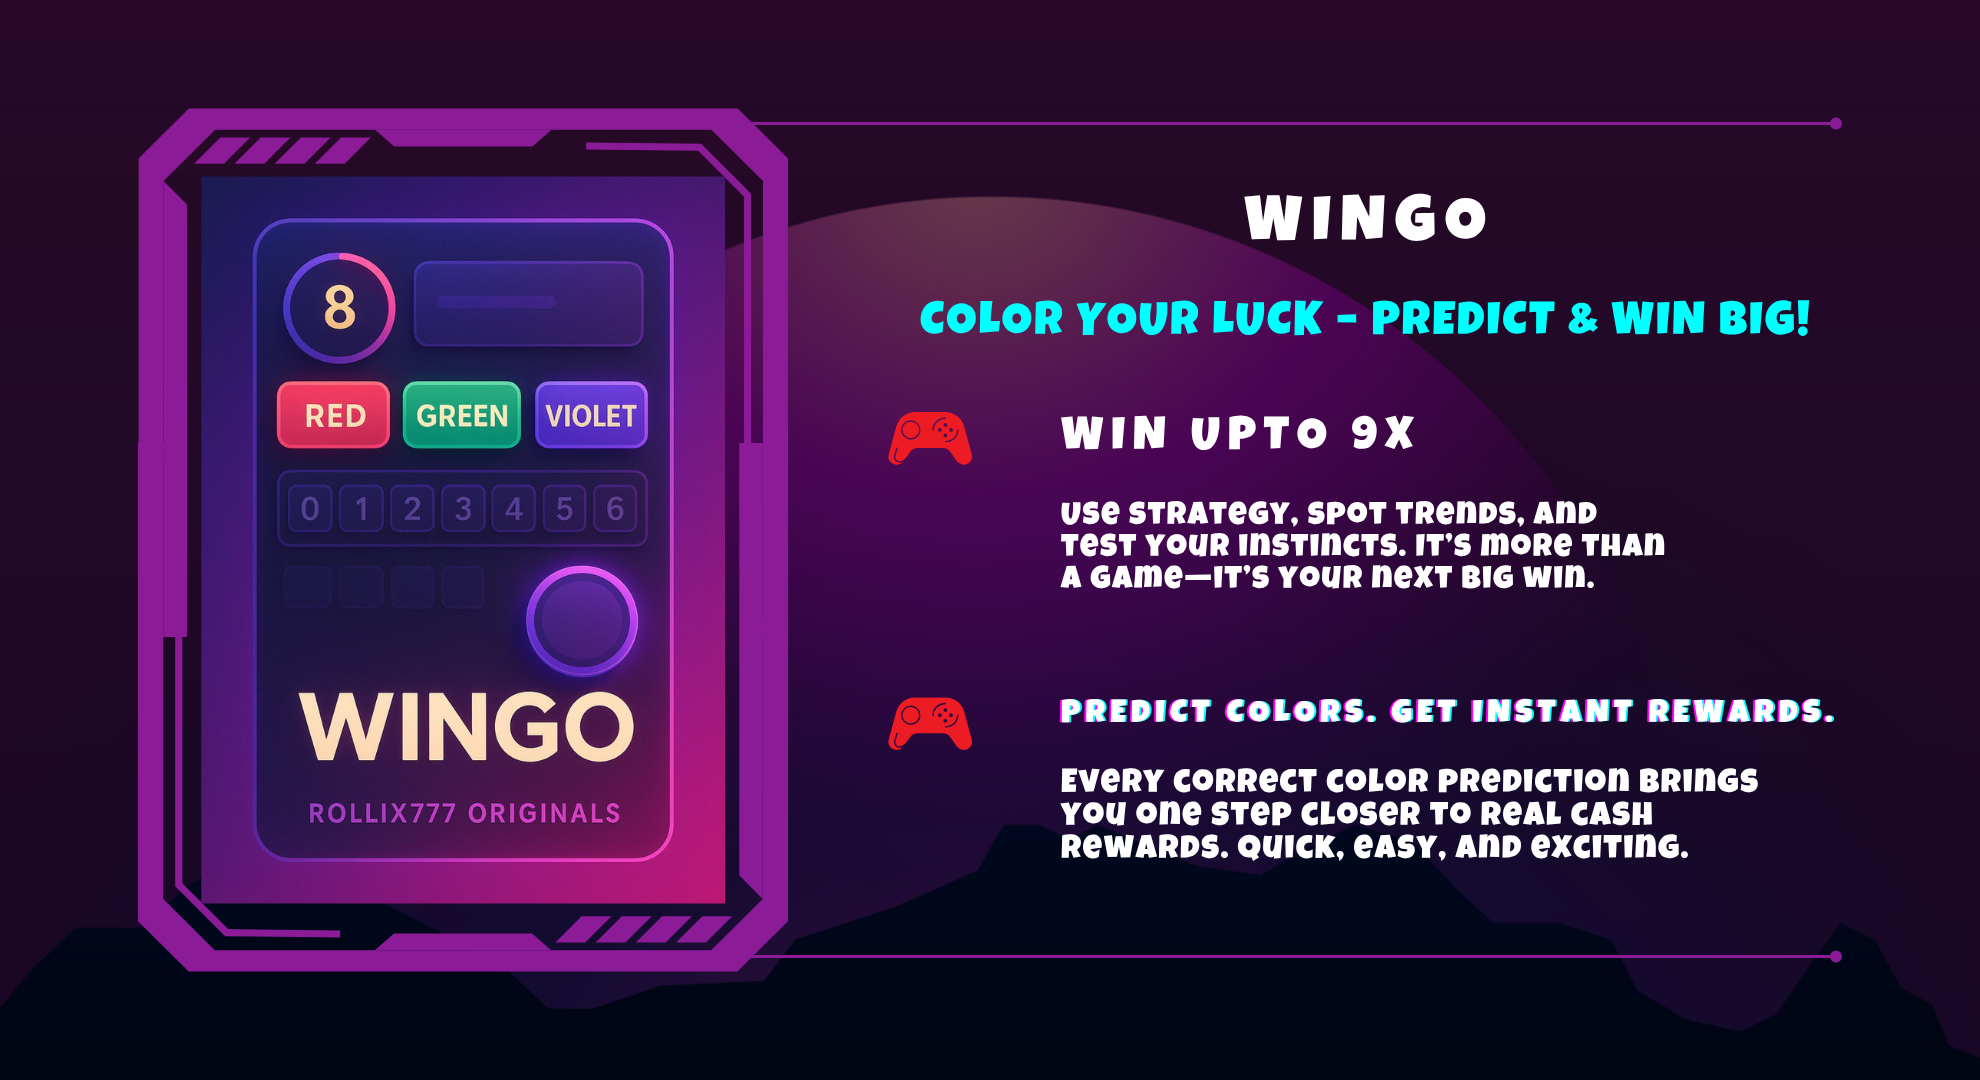 8
RED GREEN VIOLET
0 1 2 3 4 5 6
WINGO
ROLLIX777 ORIGINALS
WINGO
COLOR YOUR LUCK – PREDICT & WIN BIG!
WIN UPTO 9X
USE STRATEGY, SPOT TRENDS, AND
TEST YOUR INSTINCTS. IT'S MORE THAN
A GAME—IT'S YOUR NEXT BIG WIN.
PREDICT COLORS. GET INSTANT REWARDS.
EVERY CORRECT COLOR PREDICTION BRINGS
YOU ONE STEP CLOSER TO REAL CASH
REWARDS. QUICK, EASY, AND EXCITING.